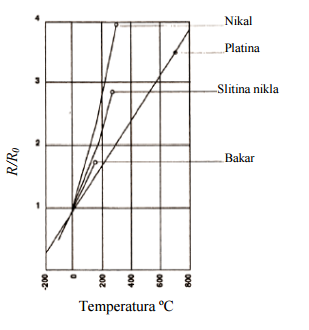 4
Nikal
Platina
3
Slitina nikla
2
Bakar
R/R0
1
-200
0
200
400
600
800
Temperatura ºC